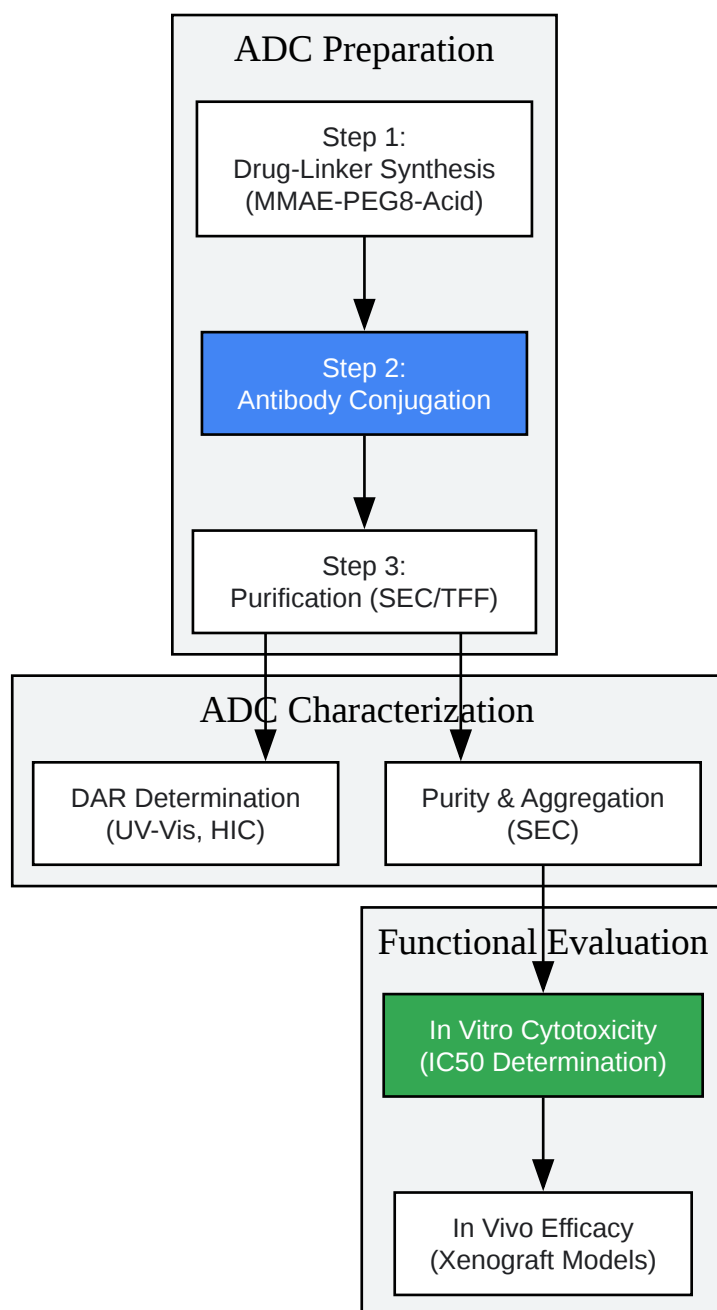 ADC Preparation
Step 1:
Drug-Linker Synthesis
(MMAE-PEG8-Acid)
Step 2:
Antibody Conjugation
Step 3:
Purification (SEC/TFF)
ADC Characterization
DAR Determination
(UV-Vis, HIC)
Purity & Aggregation
(SEC)
Functional Evaluation
In Vitro Cytotoxicity
(IC50 Determination)
In Vivo Efficacy
(Xenograft Models)